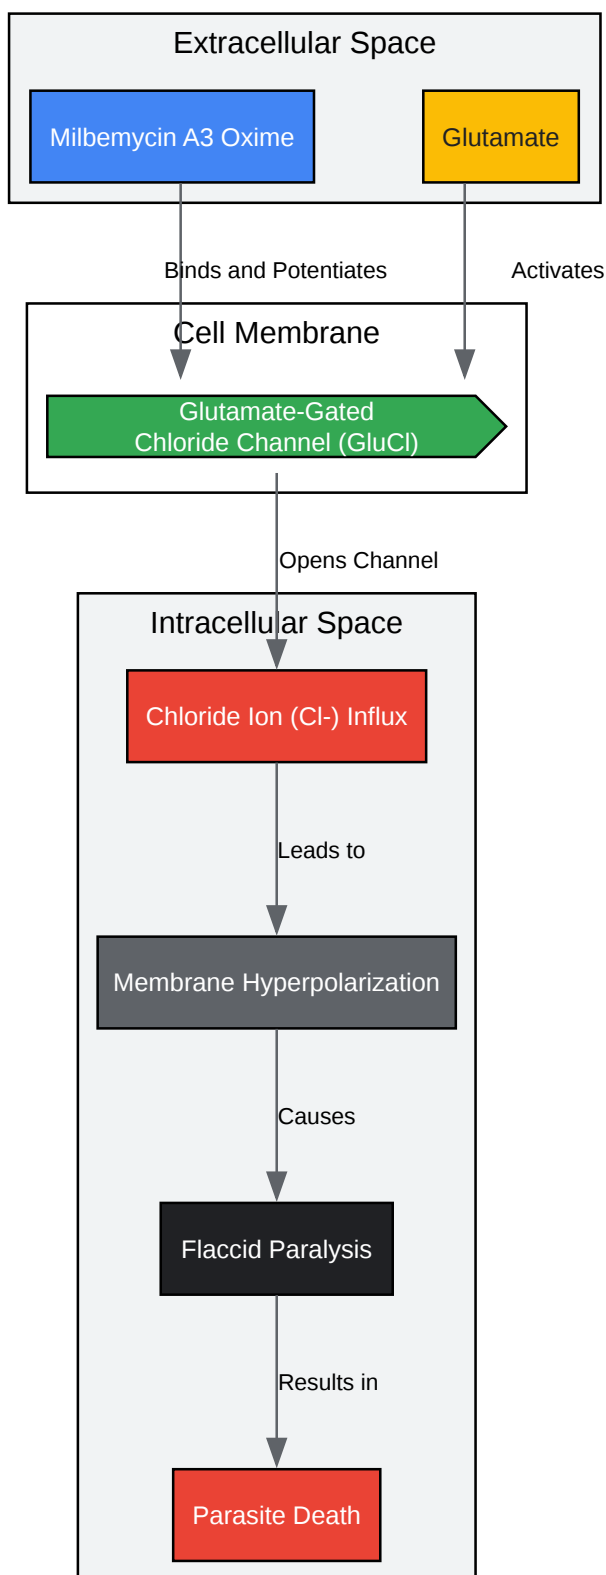 Extracellular Space
Milbemycin A3 Oxime
Glutamate
Binds and Potentiates
Activates
Cell Membrane
Glutamate-Gated
Chloride Channel (GluCl)
Opens Channel
Intracellular Space
Chloride Ion (Cl-) Influx
Leads to
Membrane Hyperpolarization
Causes
Flaccid Paralysis
Results in
Parasite Death